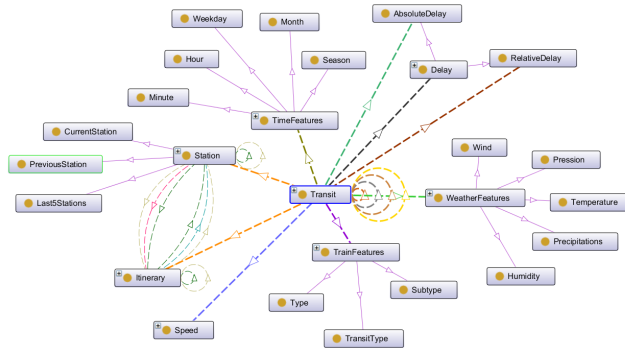 AbsoluteDelay
Weekday
Month
Hour
Season
RelativeDelay
Delay
Minute
TimeFeatures
CurrentStation
Station
Wind
PreviousStation
Pression
Last5Stations
Transit
WeatherFeatures
Temperature
Precipitations
TrainFeatures
Itinerary
Humidity
Subtype
Type
Speed
TransitType